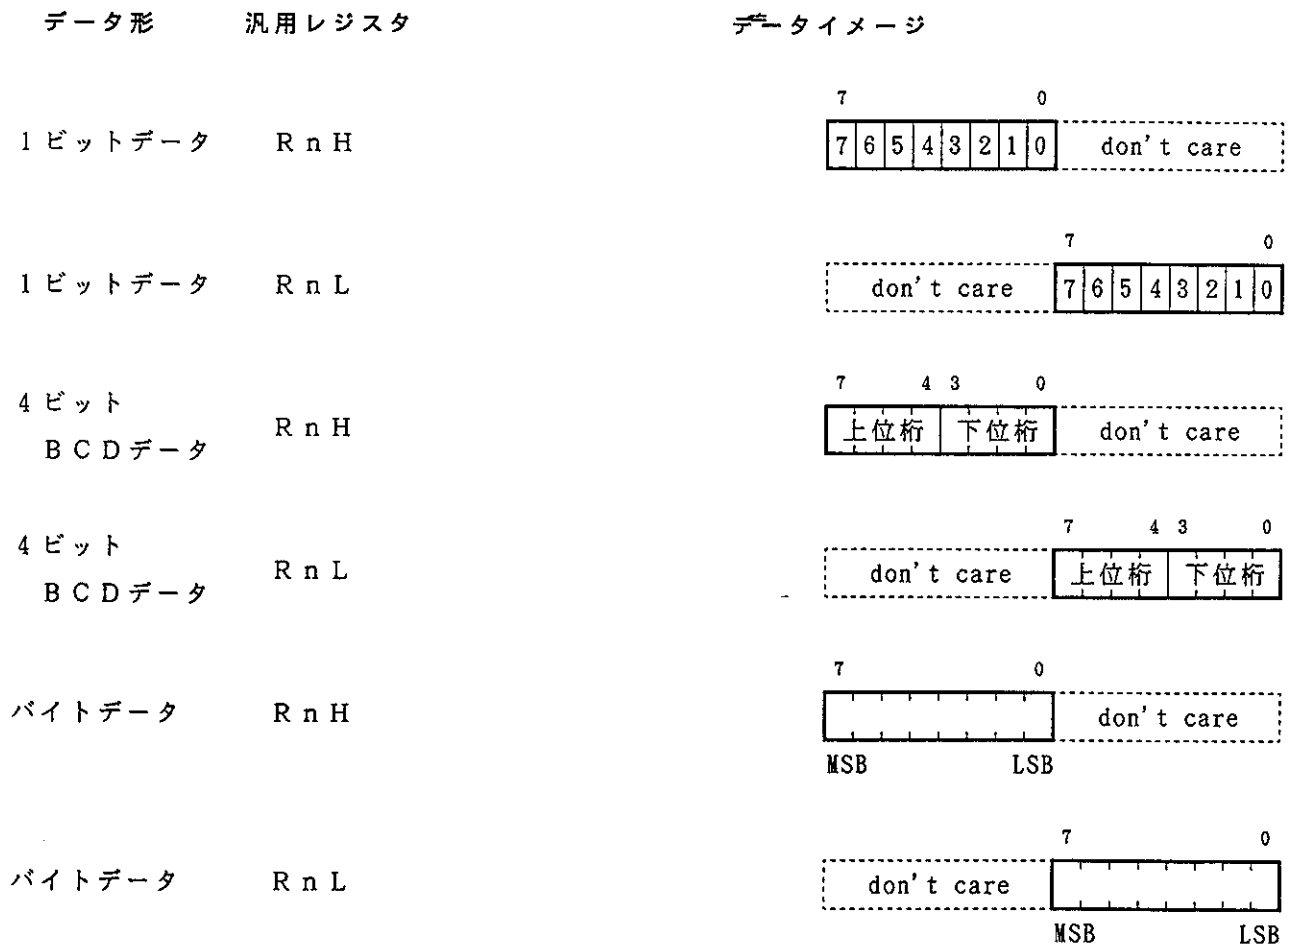 データ形 汎用レジスタ データイメージ
7 0
1ビットデータ RnH 7 6 5 4 3 2 1 0 don't care
7 0
1ビットデータ RnL don't care 7 6 5 4 3 2 1 0
7 4 3 0
4ビット
BCDデータ RnH 上位桁 下位桁 don't care
7 4 3 0
4ビット
BCDデータ RnL don't care 上位桁 下位桁
7 0
バイトデータ RnH don't care
MSB LSB
7 0
バイトデータ RnL don't care
MSB LSB